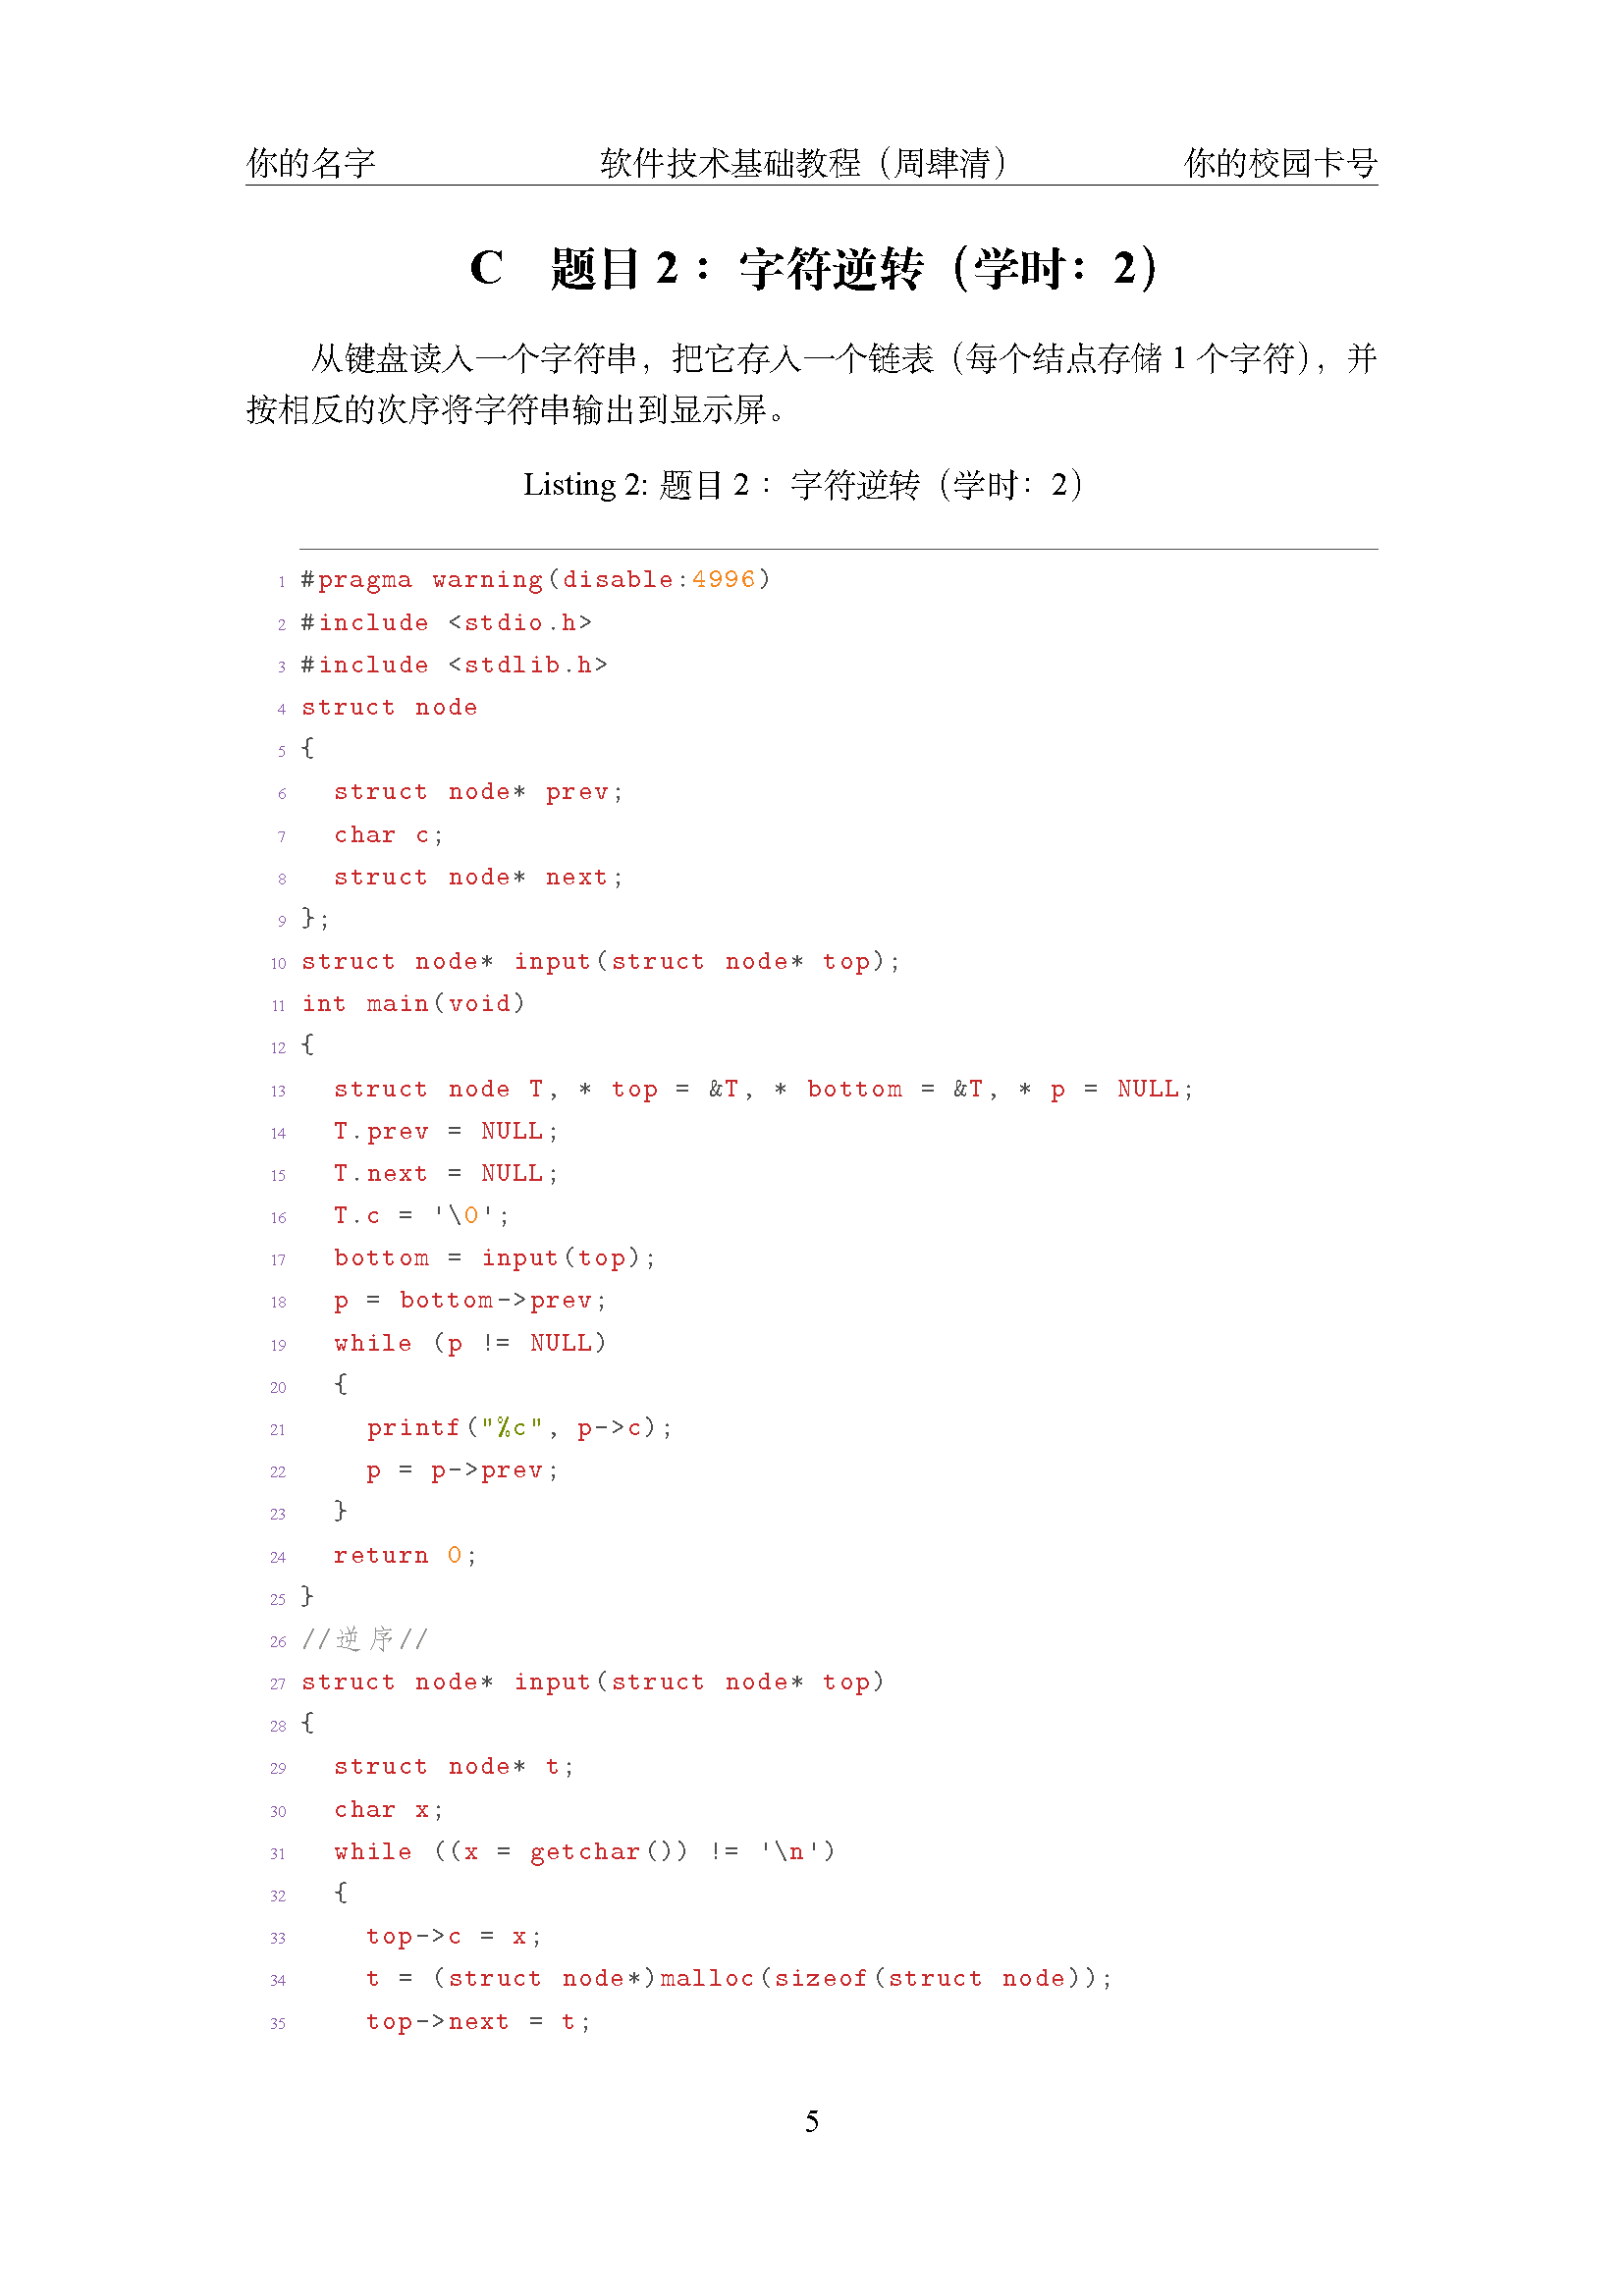 你的名字 软件技术基础教程（周肆清） 你的校园卡号
C 题目 2 ：字符逆转（学时：2）
从键盘读入一个字符串，把它存入一个链表（每个结点存储 1 个字符），并
按相反的次序将字符串输出到显示屏。
Listing 2: 题目 2 ：字符逆转（学时：2）
1 #pragma warning(disable:4996)
2 #include <stdio.h>
3 #include <stdlib.h>
4 struct node
5 {
6   struct node* prev;
7   char c;
8   struct node* next;
9 };
10 struct node* input(struct node* top);
11 int main(void)
12 {
13   struct node T, * top = &T, * bottom = &T, * p = NULL;
14   T.prev = NULL;
15   T.next = NULL;
16   T.c = '\0';
17   bottom = input(top);
18   p = bottom->prev;
19   while (p != NULL)
20   {
21     printf("%c", p->c);
22     p = p->prev;
23   }
24   return 0;
25 }
26 //逆序//
27 struct node* input(struct node* top)
28 {
29   struct node* t;
30   char x;
31   while ((x = getchar()) != '\n')
32   {
33     top->c = x;
34     t = (struct node*)malloc(sizeof(struct node));
35     top->next = t;
5